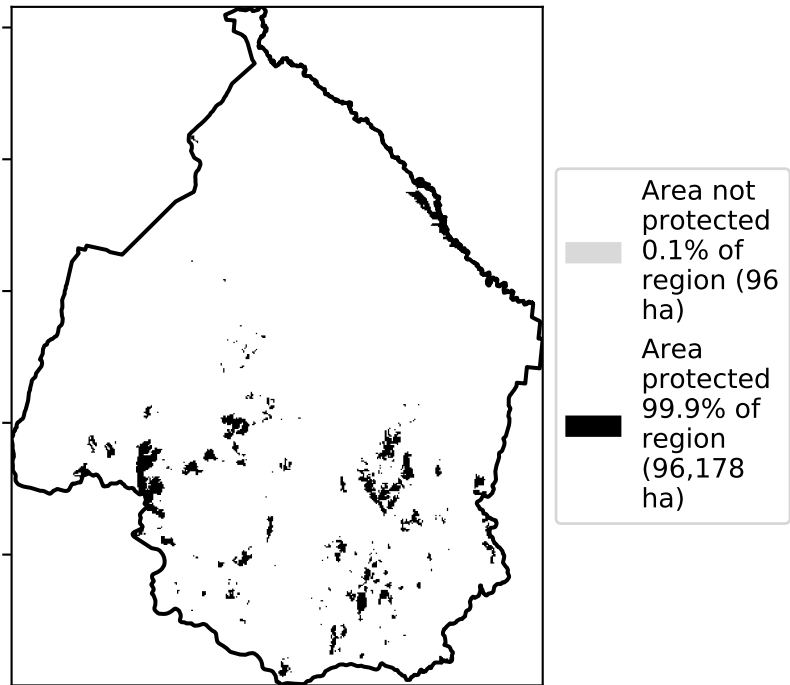 Area not
protected
0.1% of
region (96
ha)
Area
protected
99.9% of
region
(96,178
ha)